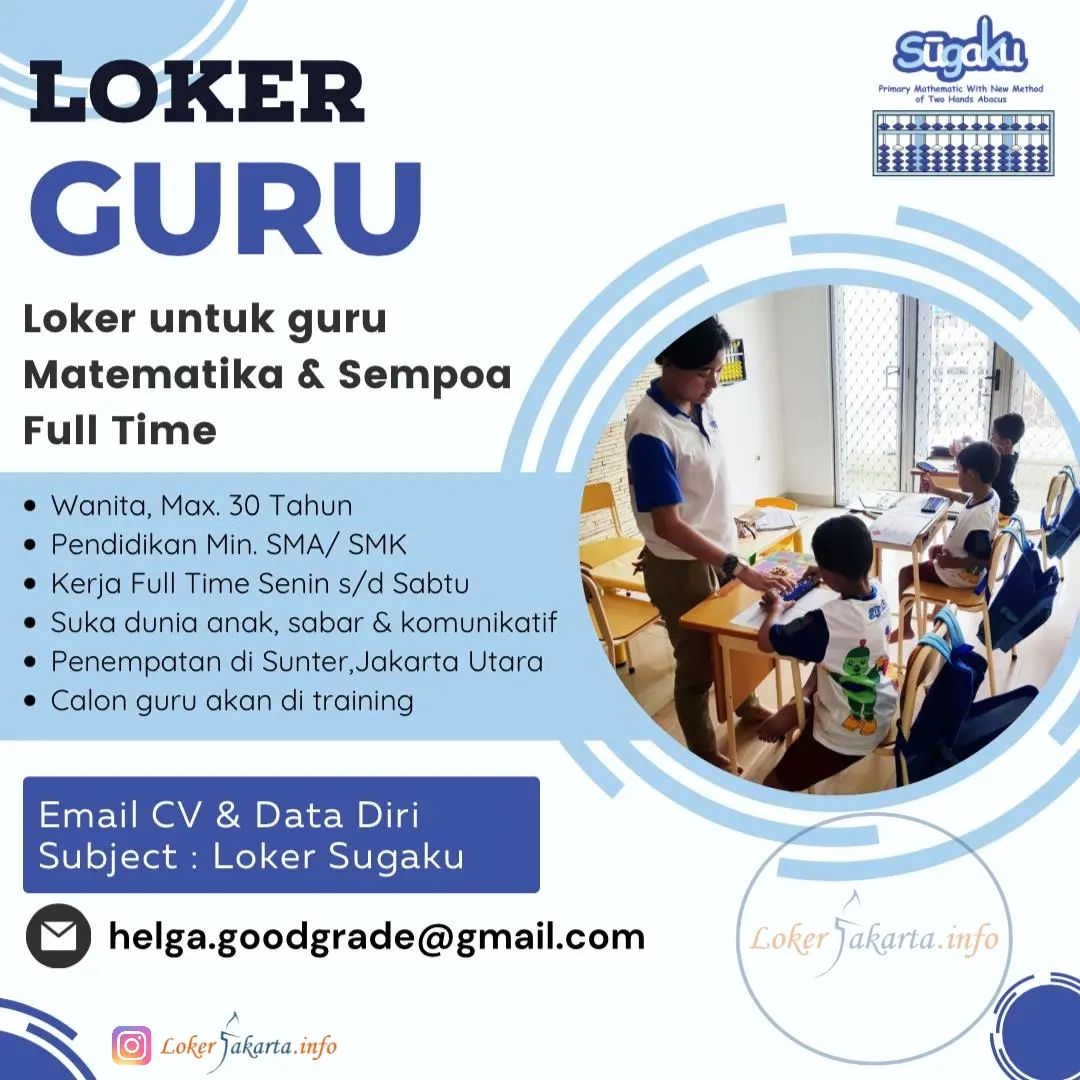 LOKER
GURU
Sūgaku
Primary Mathematic With New Method
of Two Hands Abacus
Loker untuk guru
Matematika & Sempoa
Full Time
• Wanita, Max. 30 Tahun
• Pendidikan Min. SMA/ SMK
• Kerja Full Time Senin s/d Sabtu
• Suka dunia anak, sabar & komunikatif
• Penempatan di Sunter,Jakarta Utara
• Calon guru akan di training
Email CV & Data Diri
Subject : Loker Sugaku
helga.goodgrade@gmail.com
Loker Jakarta.info
Loker Jakarta.info